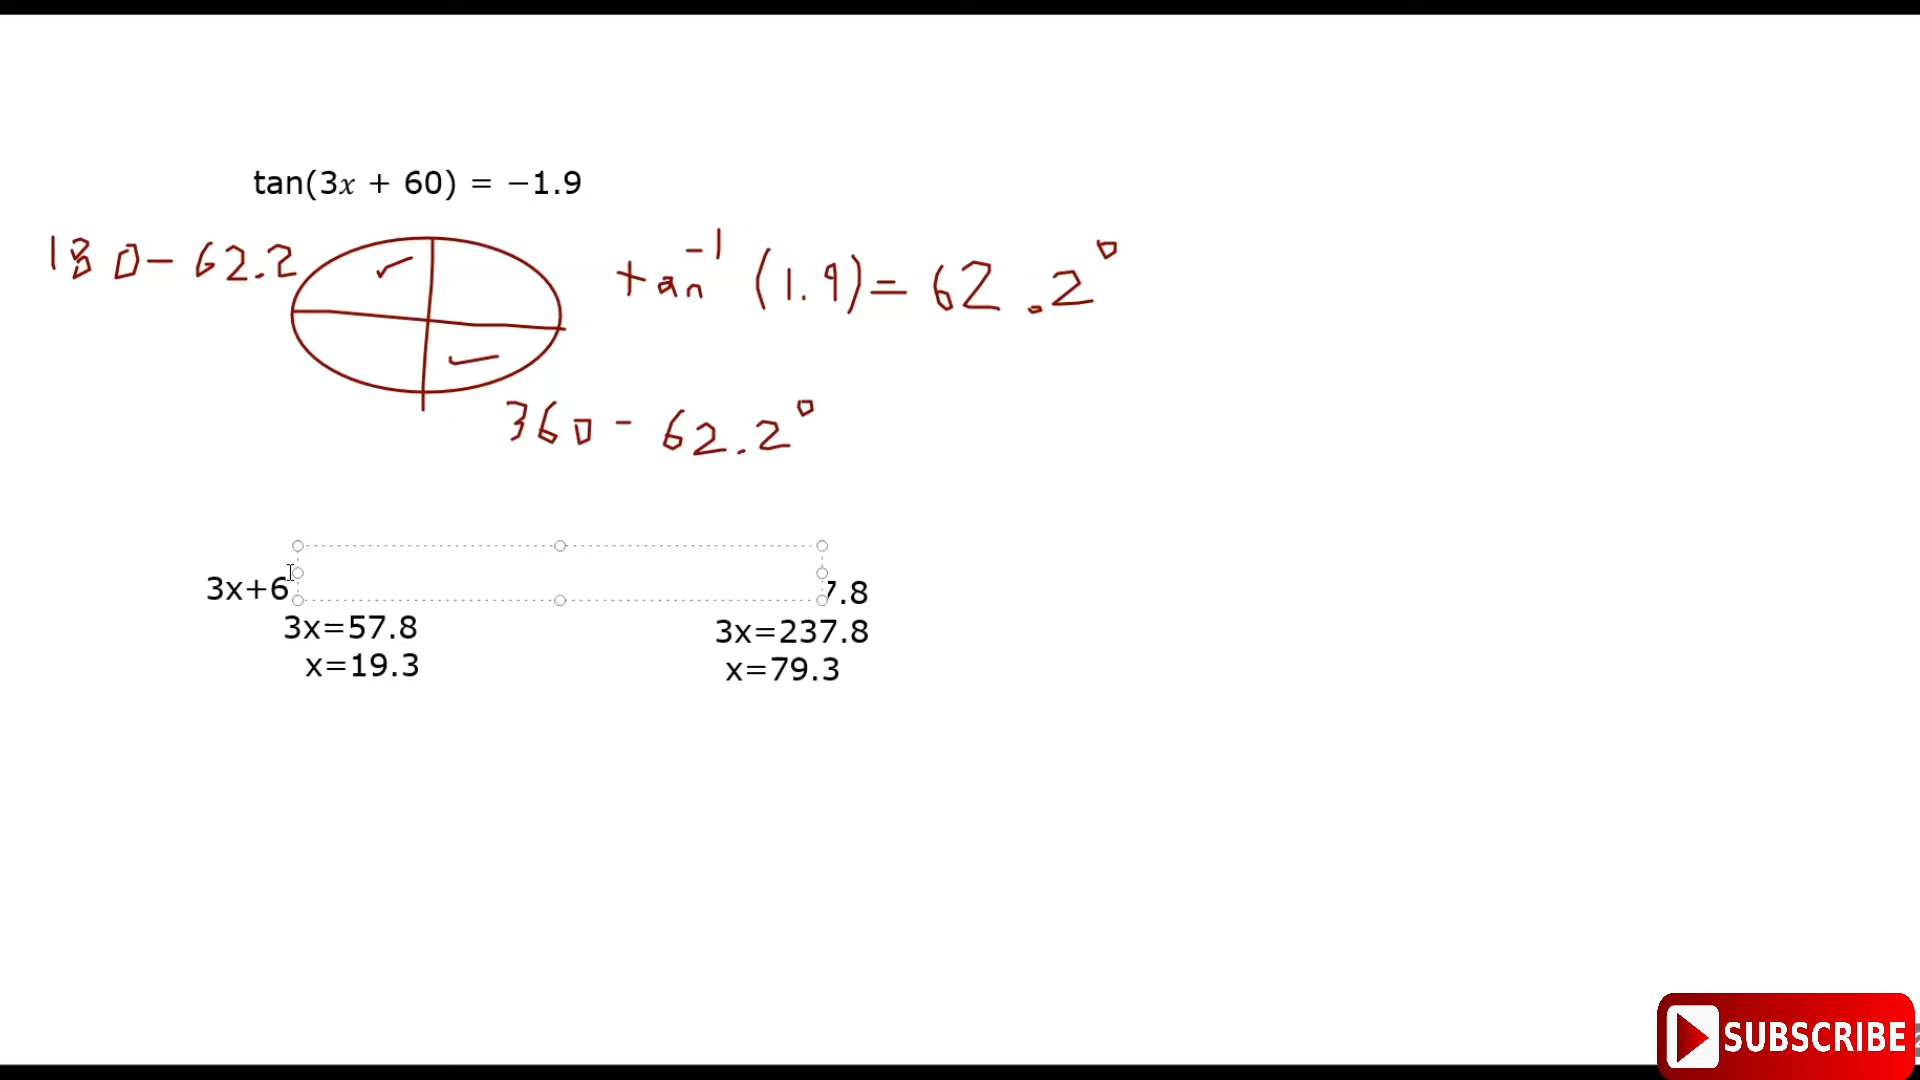 tan(3x + 60) = −1.9
180-62.2
tan⁻¹ (1.9)= 62.2°
360 - 62.2°
3x+6
7.8
3x=57.8
3x=237.8
x=19.3
x=79.3
SUBSCRIBE